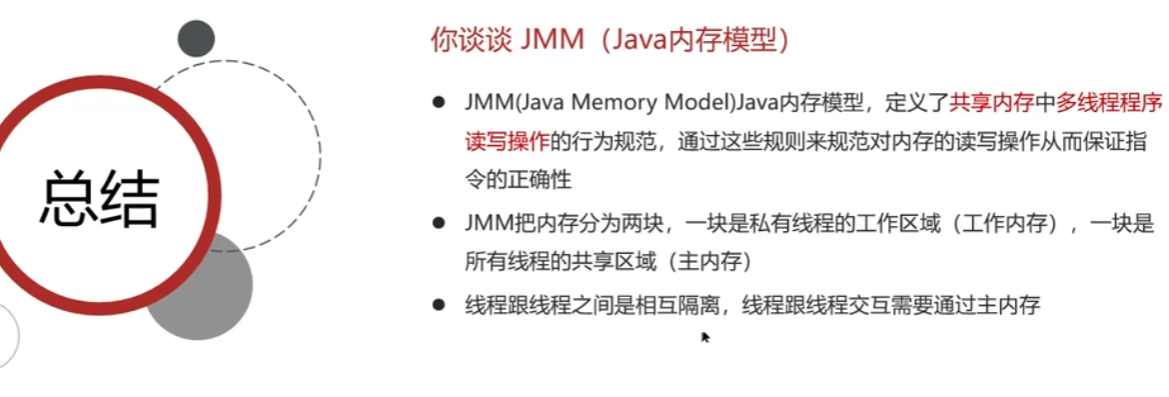 总结
你谈谈 JMM（Java内存模型）
JMM(Java Memory Model)Java内存模型，定义了共享内存中多线程程序
读写操作的行为规范，通过这些规则来规范对内存的读写操作从而保证指
令的正确性
JMM把内存分为两块，一块是私有线程的工作区域（工作内存），一块是
所有线程的共享区域（主内存）
线程跟线程之间是相互隔离，线程跟线程交互需要通过主内存